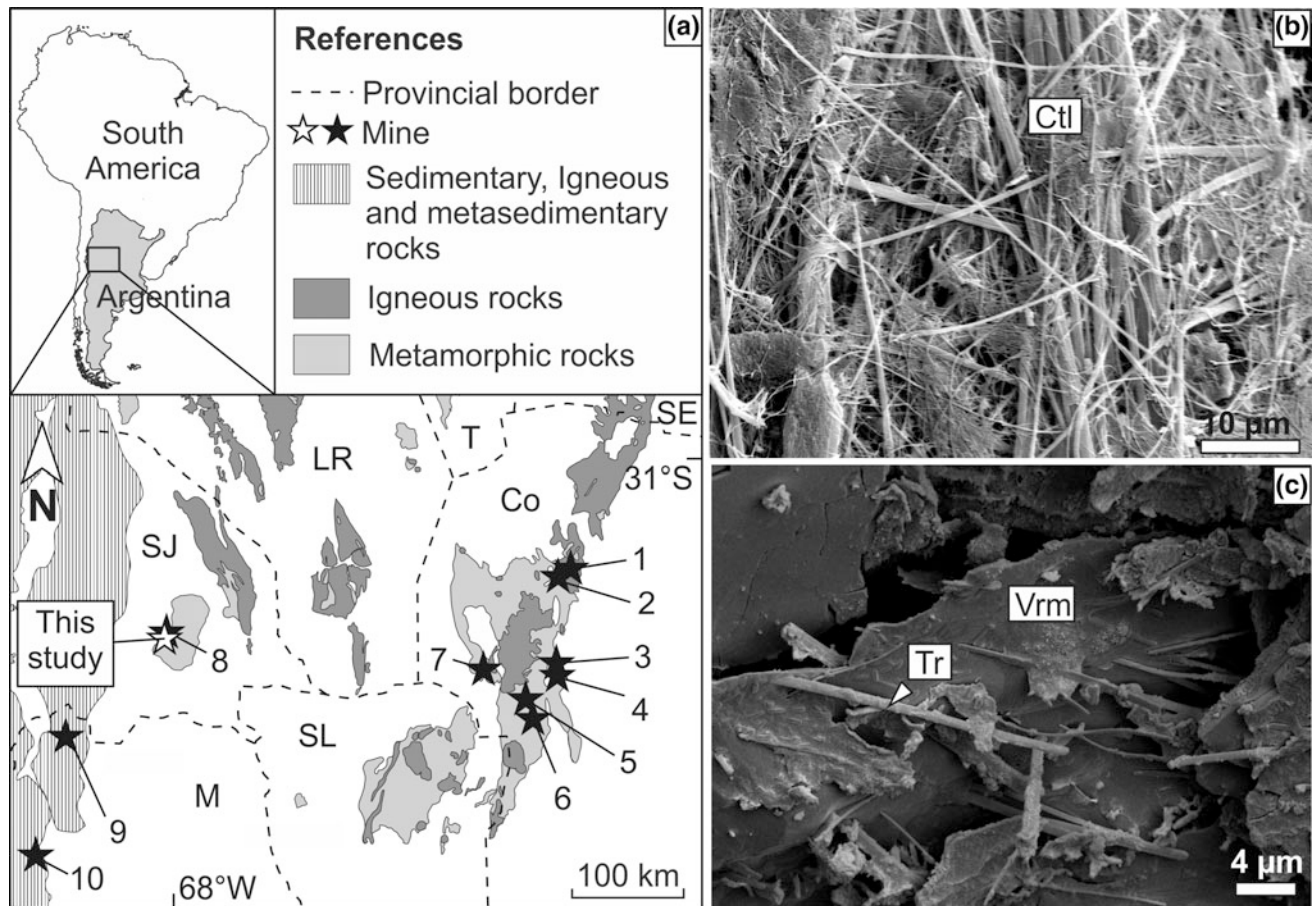 (a)
References
Provincial border
Mine
Sedimentary, Igneous
and metasedimentary
rocks
Igneous rocks
Metamorphic rocks
South
America
Argentina
N
SJ
LR
T
SE
31°S
Co
1
2
This
study
8
7
3
4
SL
5
6
9
M
10
68°W
100 km
(b)
Ctl
10 µm
(c)
Vrm
Tr
4 µm